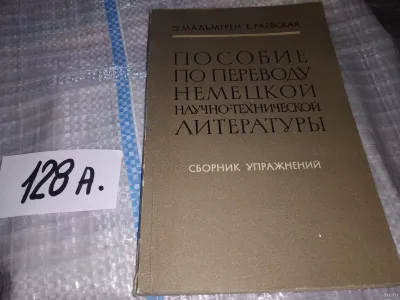 Э.МАЛЬМГРЕН Е.РАЕВСКАЯ
ПОСОБИЕ
ПО ПЕРЕВОДУ
НЕМЕЦКОЙ
НАУЧНО-ТЕХНИЧЕСКОЙ
ЛИТЕРАТУРЫ
СБОРНИК УПРАЖНЕНИЙ
128 А.